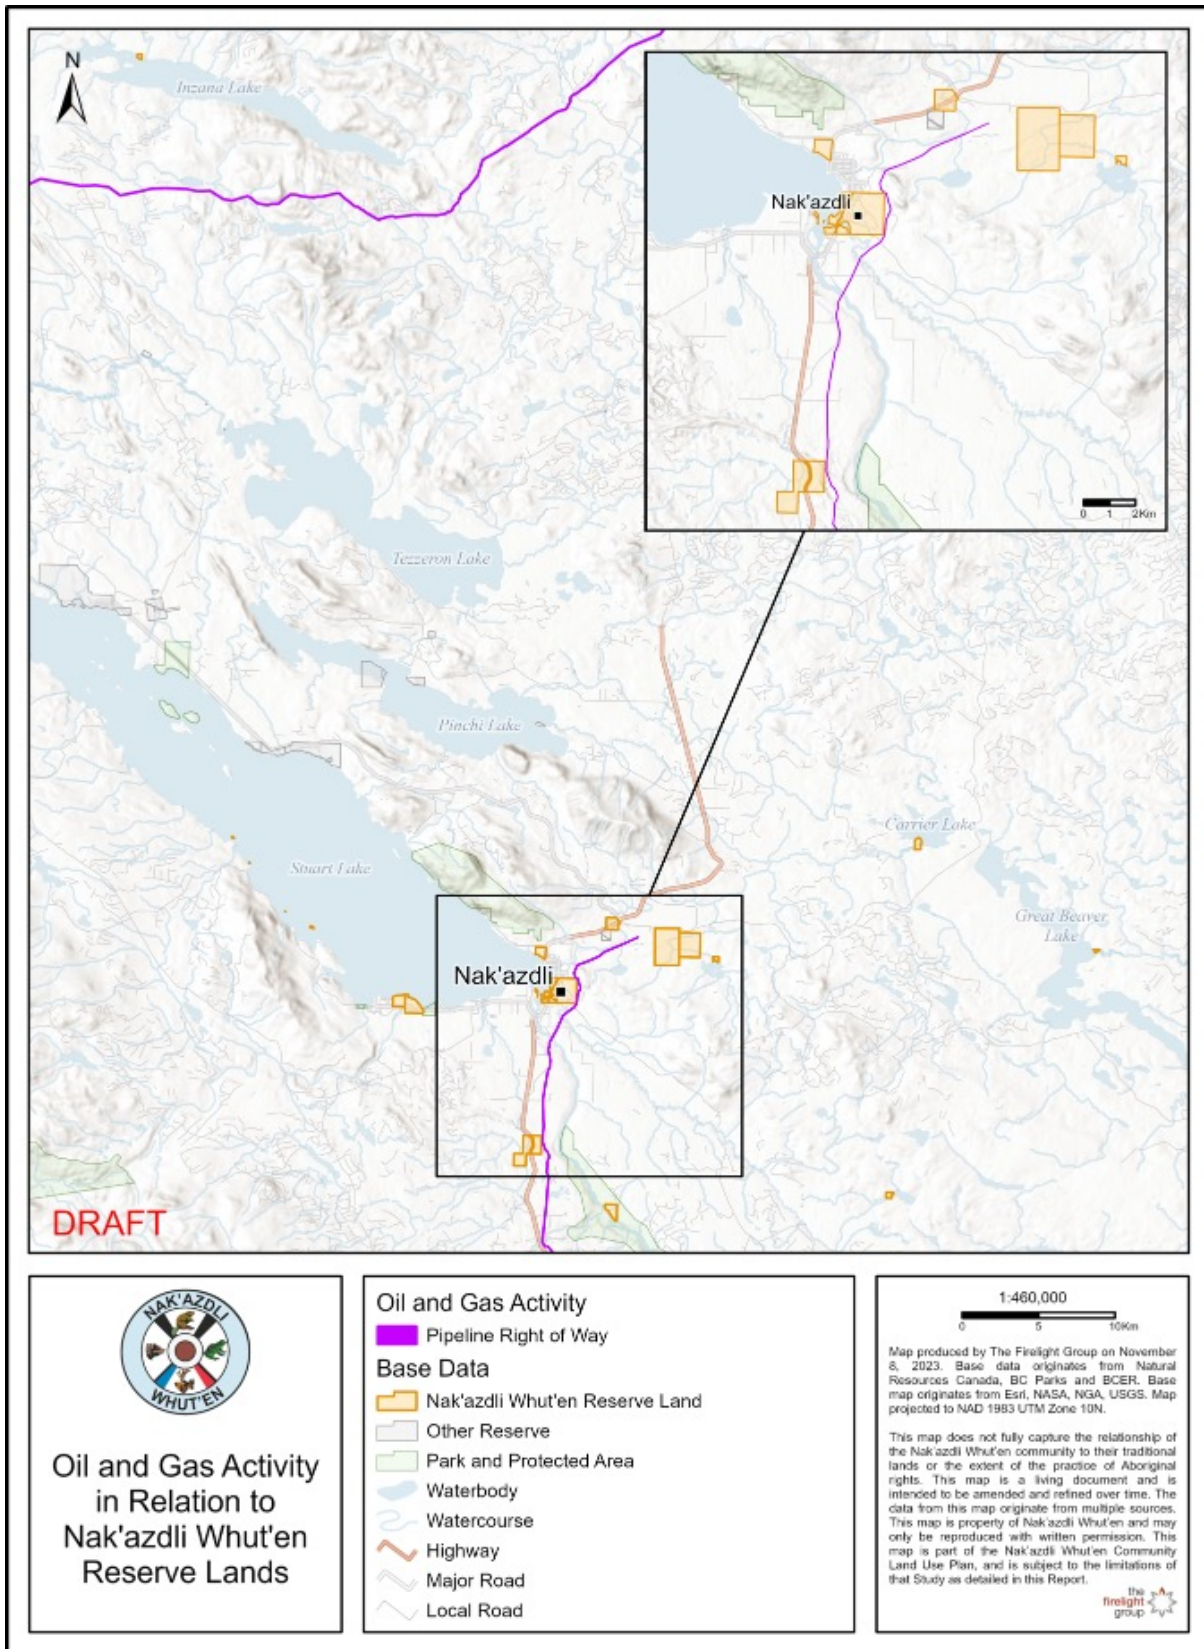 N
Inzana Lake
Nak'azdli
0 1 2Km
Tezzeron Lake
Pinchi Lake
Carrier Lake
Stuart Lake
Great Beaver
Lake
Nak'azdli
DRAFT
NAK'AZDLI
WHUT'EN
Oil and Gas Activity
in Relation to
Nak'azdli Whut'en
Reserve Lands
Oil and Gas Activity
Pipeline Right of Way
Base Data
Nak'azdli Whut'en Reserve Land
Other Reserve
Park and Protected Area
Waterbody
Watercourse
Highway
Major Road
Local Road
1:460,000
0 5 10Km
Map produced by The Firelight Group on November
8, 2023. Base data originates from Natural
Resources Canada, BC Parks and BCER. Base
map originates from Esri, NASA, NGA, USGS. Map
projected to NAD 1983 UTM Zone 10N.
This map does not fully capture the relationship of
the Nak'azdli Whut'en community to their traditional
lands or the extent of the practice of Aboriginal
rights. This map is a living document and is
intended to be amended and refined over time. The
data from this map originate from multiple sources.
This map is property of Nak'azdli Whut'en and may
only be reproduced with written permission. This
map is part of the Nak'azdli Whut'en Community
Land Use Plan, and is subject to the limitations of
that Study as detailed in this Report.
the
firelight
group